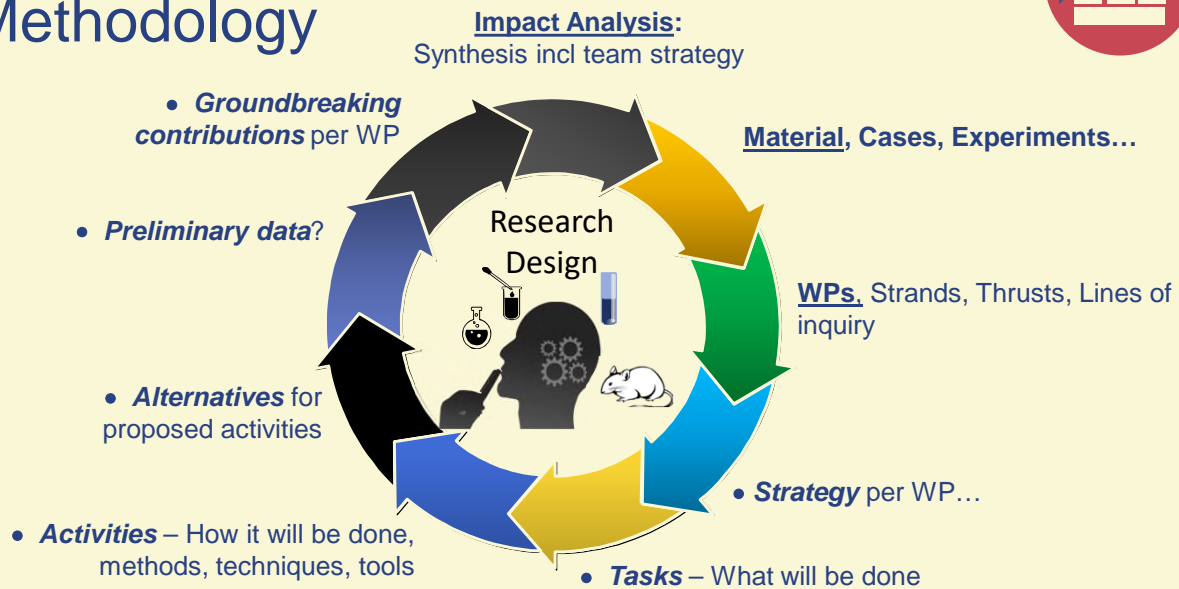 Methodology
Impact Analysis:
Synthesis incl team strategy
• Groundbreaking
contributions per WP
Material, Cases, Experiments…
• Preliminary data?
Research
Design
WPs, Strands, Thrusts, Lines of
inquiry
• Alternatives for
proposed activities
• Strategy per WP…
• Activities – How it will be done,
methods, techniques, tools
• Tasks – What will be done